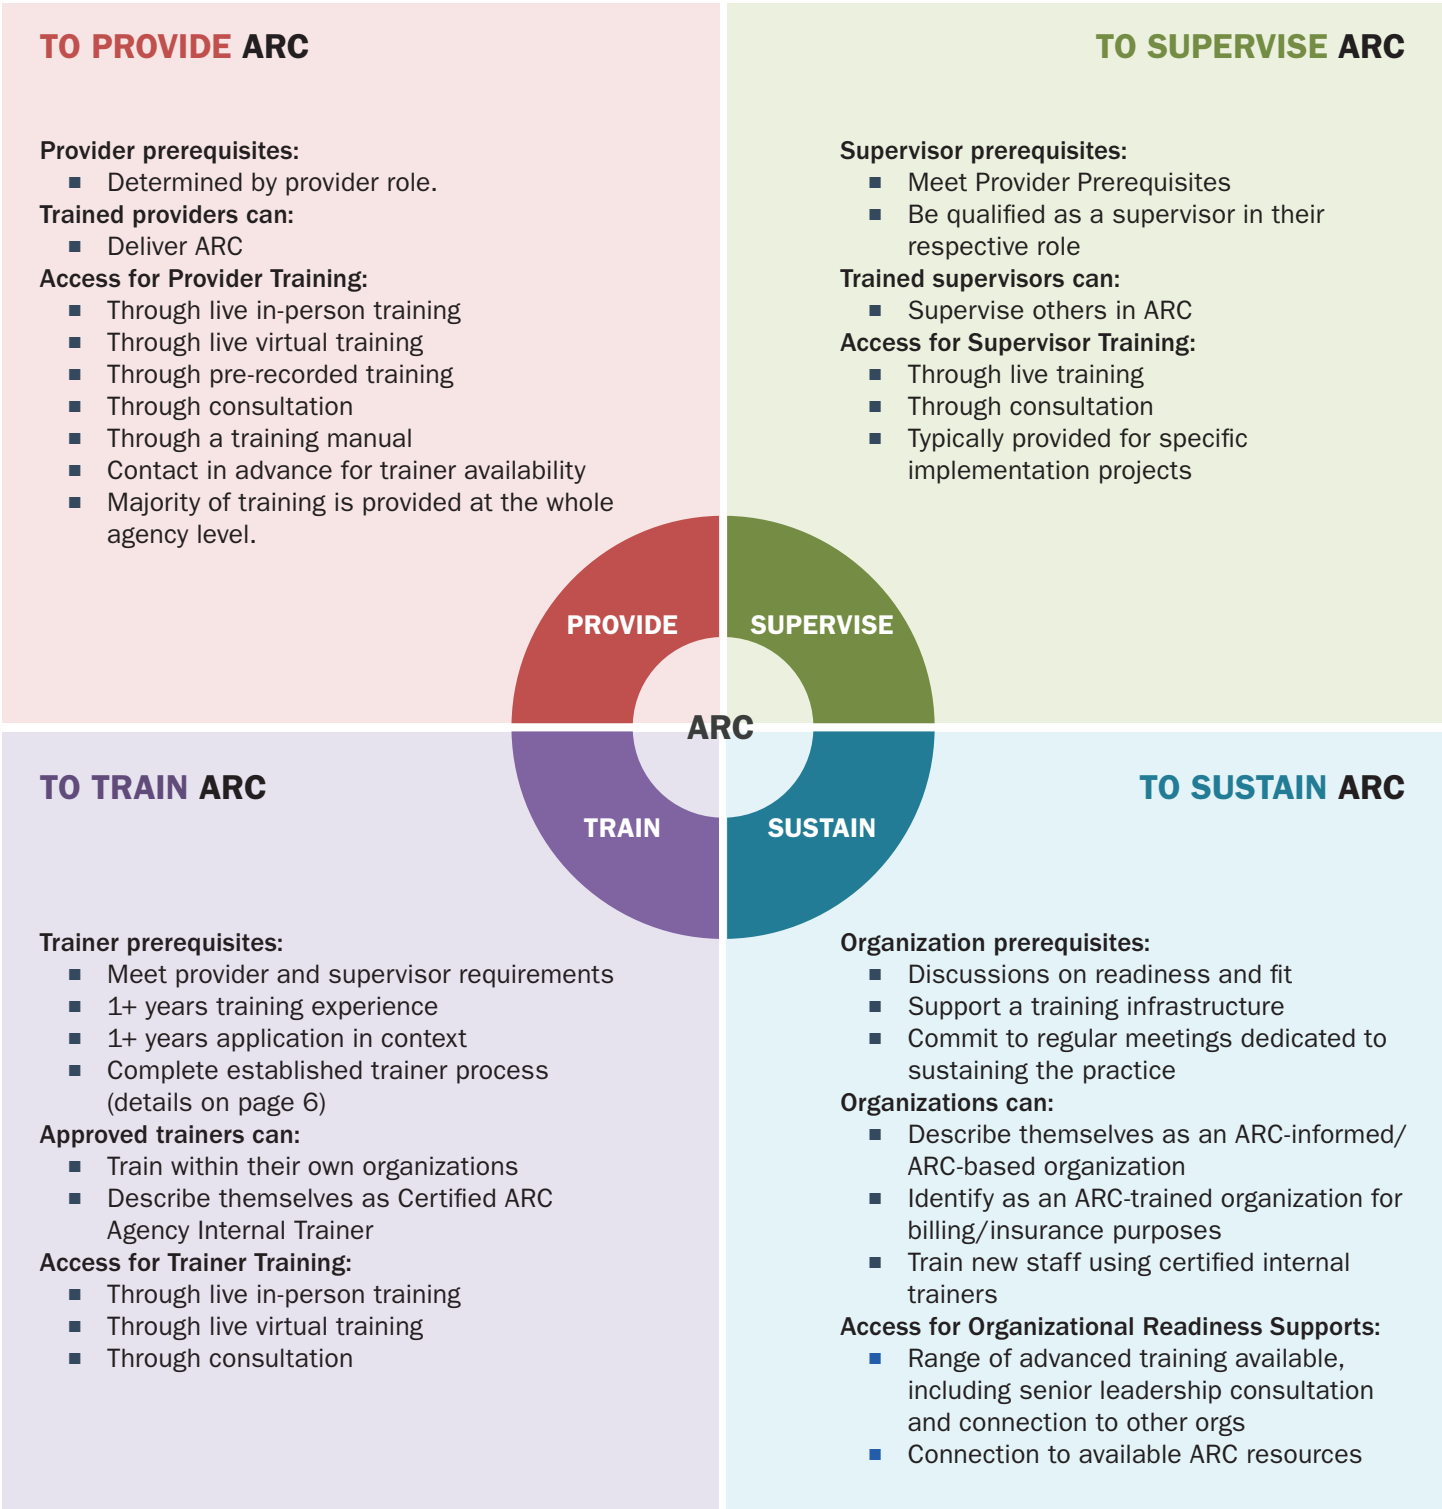 TO PROVIDE ARC
Provider prerequisites:
■ Determined by provider role.
Trained providers can:
■ Deliver ARC
Access for Provider Training:
■ Through live in-person training
■ Through live virtual training
■ Through pre-recorded training
■ Through consultation
■ Through a training manual
■ Contact in advance for trainer availability
■ Majority of training is provided at the whole
agency level.
TO SUPERVISE ARC
Supervisor prerequisites:
■ Meet Provider Prerequisites
■ Be qualified as a supervisor in their
respective role
Trained supervisors can:
■ Supervise others in ARC
Access for Supervisor Training:
■ Through live training
■ Through consultation
■ Typically provided for specific
implementation projects
PROVIDE
SUPERVISE
ARC
TRAIN
SUSTAIN
TO TRAIN ARC
Trainer prerequisites:
■ Meet provider and supervisor requirements
■ 1+ years training experience
■ 1+ years application in context
■ Complete established trainer process
(details on page 6)
Approved trainers can:
■ Train within their own organizations
■ Describe themselves as Certified ARC
Agency Internal Trainer
Access for Trainer Training:
■ Through live in-person training
■ Through live virtual training
■ Through consultation
TO SUSTAIN ARC
Organization prerequisites:
■ Discussions on readiness and fit
■ Support a training infrastructure
■ Commit to regular meetings dedicated to
sustaining the practice
Organizations can:
■ Describe themselves as an ARC-informed/
ARC-based organization
■ Identify as an ARC-trained organization for
billing/insurance purposes
■ Train new staff using certified internal
trainers
Access for Organizational Readiness Supports:
■ Range of advanced training available,
including senior leadership consultation
and connection to other orgs
■ Connection to available ARC resources